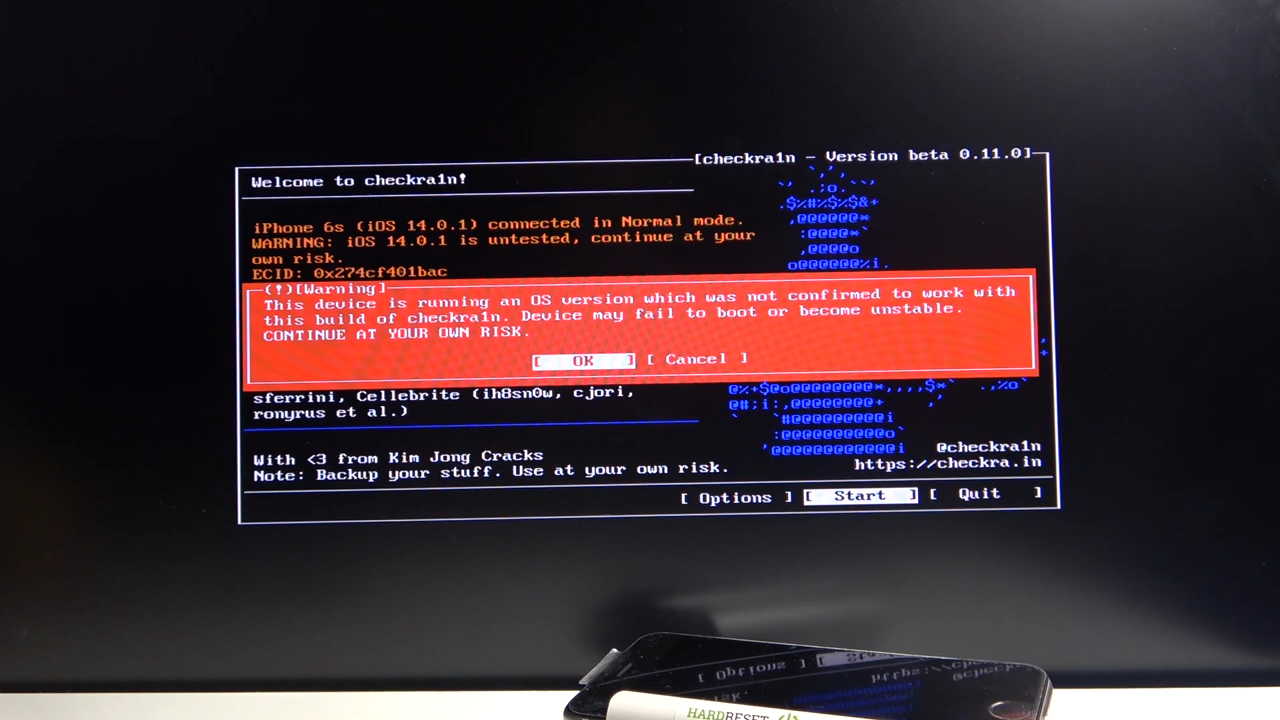 [checkra1n - Version beta 0.11.0]
Welcome to checkra1n!
iPhone 6s (iOS 14.0.1) connected in Normal mode.
WARNING: iOS 14.0.1 is untested, continue at your
own risk.
ECID: 0x274cf401bac
(!)[Warning]
This device is running an OS version which was not confirmed to work with
this build of checkra1n. Device may fail to boot or become unstable.
CONTINUE AT YOUR OWN RISK.
[ OK ] [ Cancel ]
sferrini, Cellebrite (ih8sn0w, cjori,
ronyrus et al.)
With <3 from Kim Jong Cracks
Note: Backup your stuff. Use at your own risk.
@checkra1n
https://checkra.in
[ Options ] [ Start ] [ Quit ]
HARDRESET